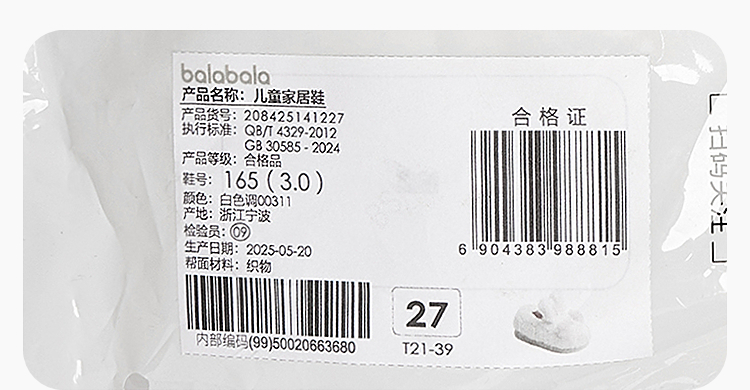 balabala
产品名称：儿童家居鞋
产品货号：208425141227
执行标准：QB/T 4329-2012
GB 30585 - 2024
产品等级：合格品
鞋号：165（3.0）
颜色：白色调00311
产地：浙江宁波
检验员：09
生产日期：2025-05-20
帮面材料：织物
内部编码(99)50020663680
合格证
6 904383 988815
27
T21-39
扫码关注